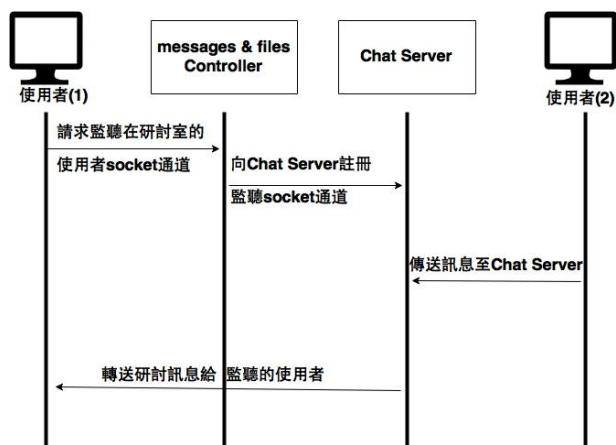 messages & files
Controller
Chat Server
使用者(1)
使用者(2)
請求監聽在研討室的
使用者socket通道
向Chat Server註冊
監聽socket通道
傳送訊息至Chat Server
轉送研討訊息給 監聽的使用者